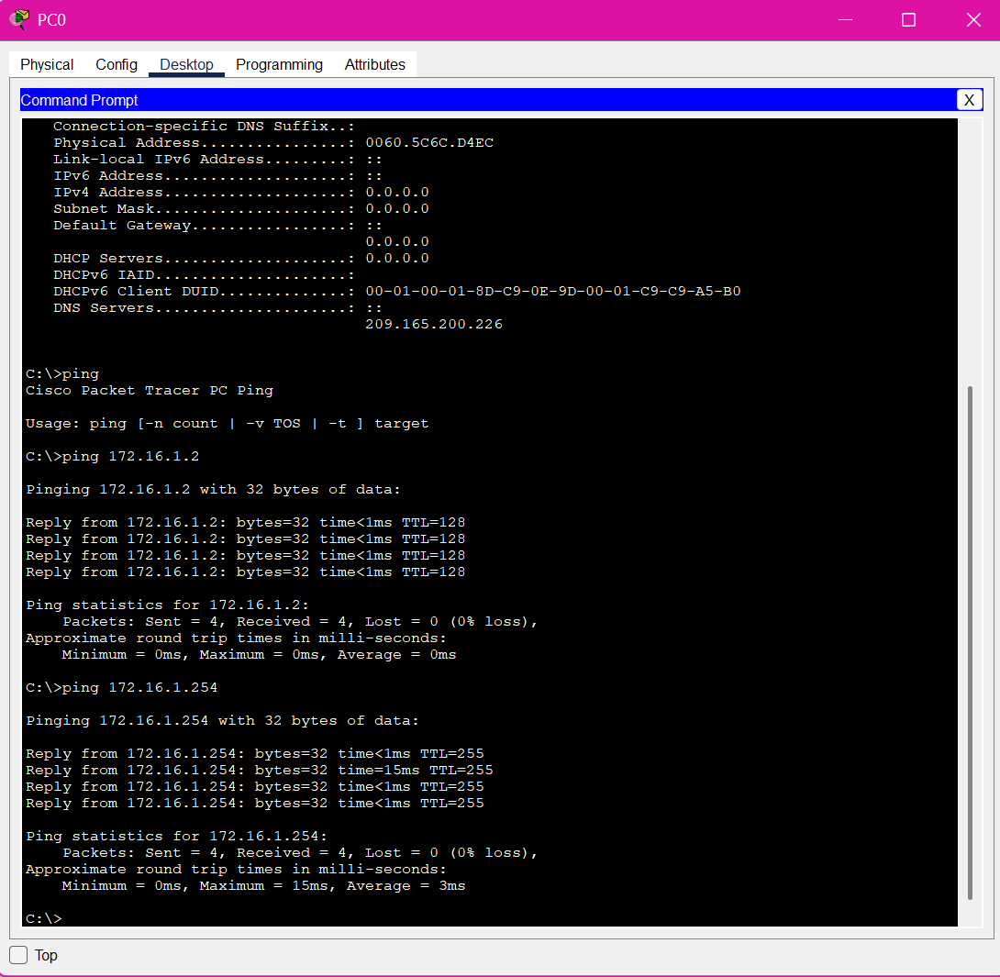 PC0
Physical Config Desktop Programming Attributes
Command Prompt X
Connection-specific DNS Suffix..:
Physical Address................: 0060.5C6C.D4EC
Link-local IPv6 Address.........: ::
IPv6 Address....................: ::
IPv4 Address....................: 0.0.0.0
Subnet Mask.....................: 0.0.0.0
Default Gateway.................: ::
0.0.0.0
DHCP Servers....................: 0.0.0.0
DHCPv6 IAID.....................:
DHCPv6 Client DUID..............: 00-01-00-01-8D-C9-0E-9D-00-01-C9-C9-A5-B0
DNS Servers.....................: ::
209.165.200.226
C:\>ping
Cisco Packet Tracer PC Ping
Usage: ping [-n count | -v TOS | -t ] target
C:\>ping 172.16.1.2
Pinging 172.16.1.2 with 32 bytes of data:
Reply from 172.16.1.2: bytes=32 time<1ms TTL=128
Reply from 172.16.1.2: bytes=32 time<1ms TTL=128
Reply from 172.16.1.2: bytes=32 time<1ms TTL=128
Reply from 172.16.1.2: bytes=32 time<1ms TTL=128
Ping statistics for 172.16.1.2:
Packets: Sent = 4, Received = 4, Lost = 0 (0% loss),
Approximate round trip times in milli-seconds:
Minimum = 0ms, Maximum = 0ms, Average = 0ms
C:\>ping 172.16.1.254
Pinging 172.16.1.254 with 32 bytes of data:
Reply from 172.16.1.254: bytes=32 time<1ms TTL=255
Reply from 172.16.1.254: bytes=32 time=15ms TTL=255
Reply from 172.16.1.254: bytes=32 time<1ms TTL=255
Reply from 172.16.1.254: bytes=32 time<1ms TTL=255
Ping statistics for 172.16.1.254:
Packets: Sent = 4, Received = 4, Lost = 0 (0% loss),
Approximate round trip times in milli-seconds:
Minimum = 0ms, Maximum = 15ms, Average = 3ms
C:\>
Top